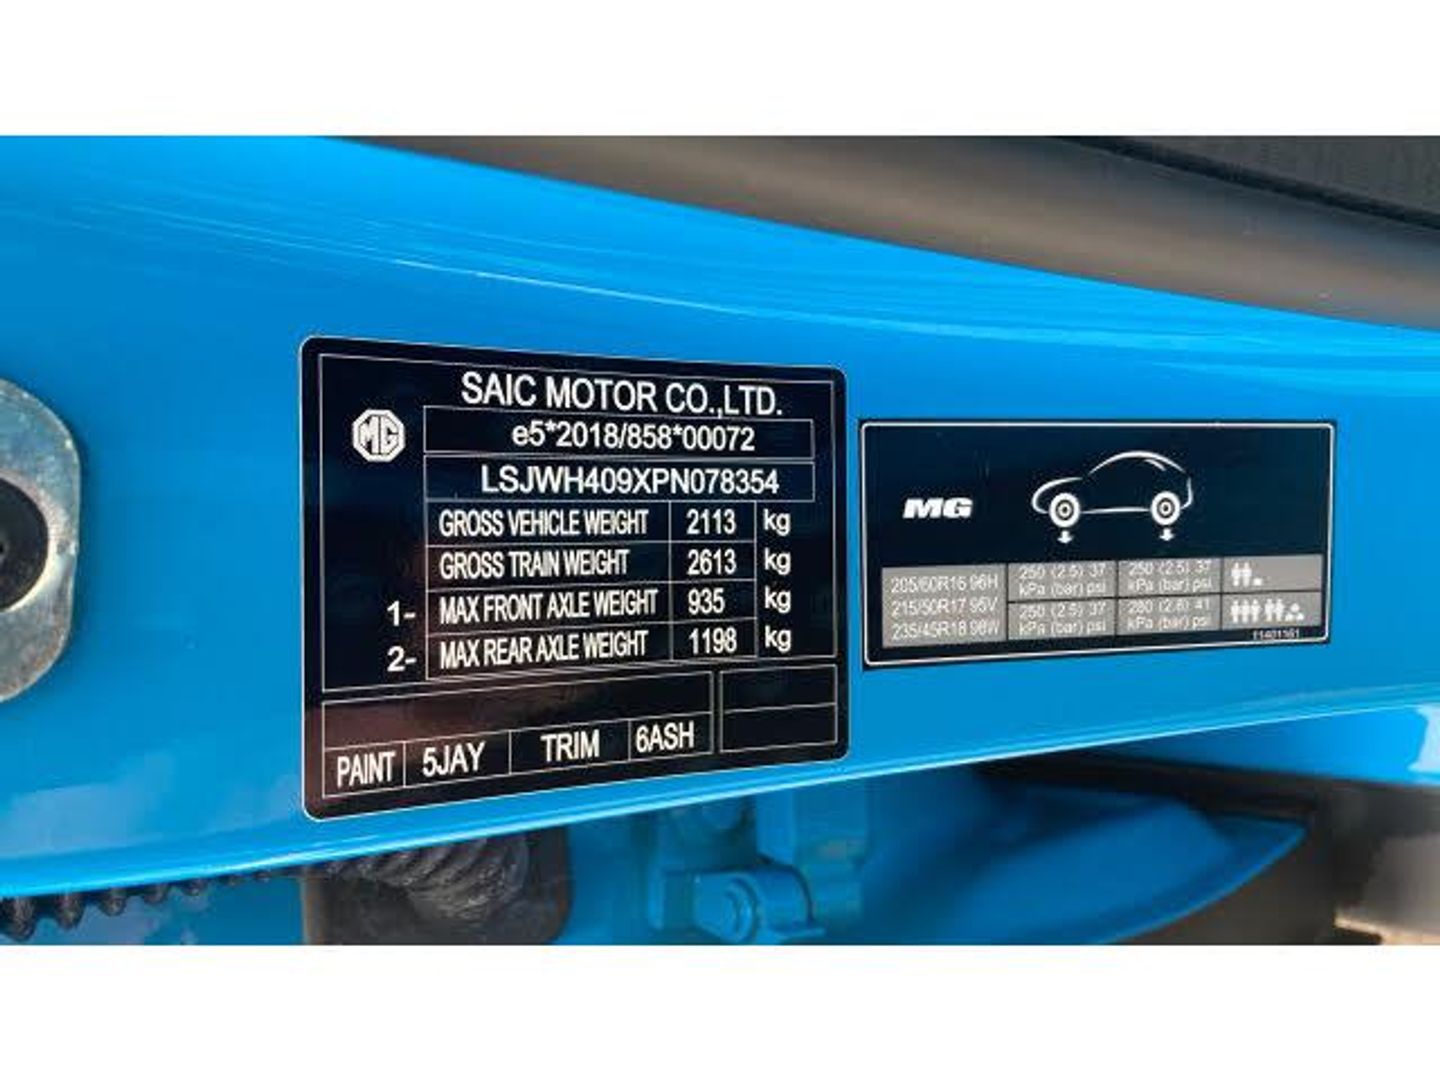 SAIC MOTOR CO.,LTD.
MG
e5*2018/858*00072
LSJWH409XPN078354
GROSS VEHICLE WEIGHT 2113 kg
GROSS TRAIN WEIGHT 2613 kg
1- MAX FRONT AXLE WEIGHT 935 kg
2- MAX REAR AXLE WEIGHT 1198 kg
PAINT 5JAY TRIM 6ASH
MG
205/60R16 96H
215/50R17 95V
235/45R18 98W
250 (2.5) 37 250 (2.5) 37
kPa (bar) psi kPa (bar) psi
250 (2.5) 37 280 (2.8) 41
kPa (bar) psi kPa (bar) psi
11401161